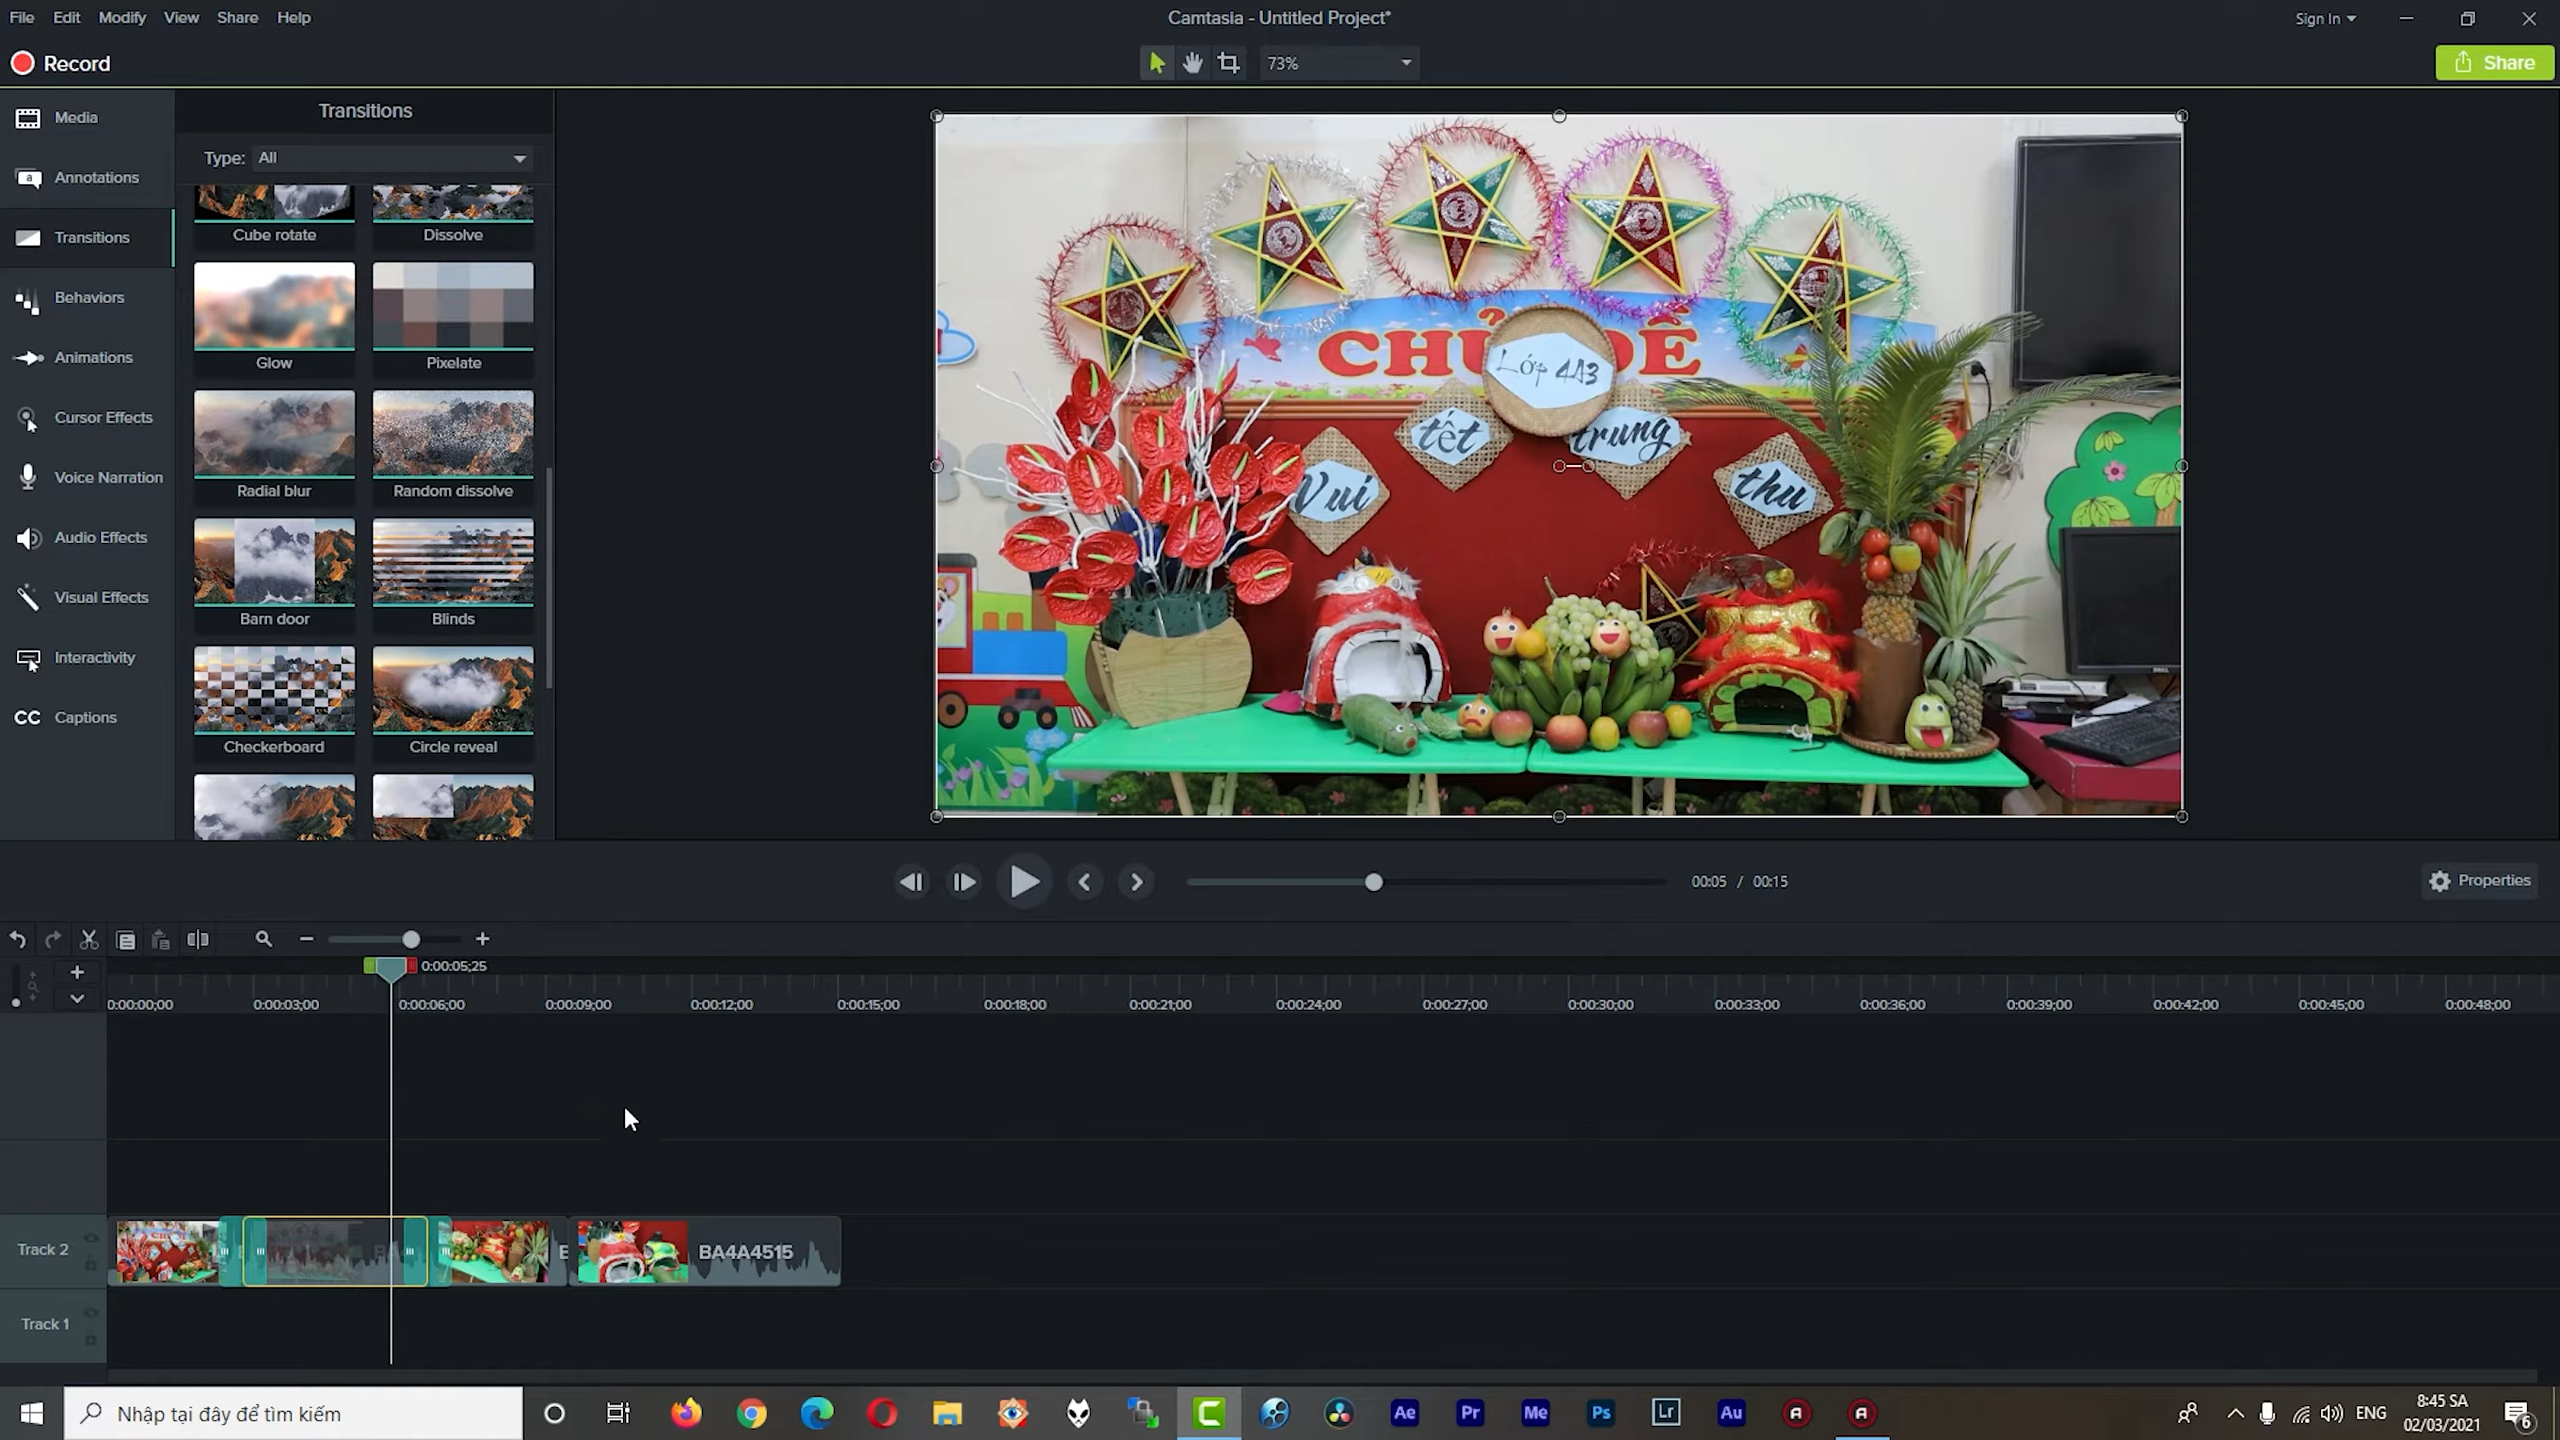 File Edit Modify View Share Help
Camtasia - Untitled Project*
Sign In
Record
73%
Share
Media
Annotations
Transitions
Behaviors
Animations
Cursor Effects
Voice Narration
Audio Effects
Visual Effects
Interactivity
CC Captions
Transitions
Type: All
Cube rotate Dissolve
Glow Pixelate
Radial blur Random dissolve
Barn door Blinds
Checkerboard Circle reveal
CHỦ ĐỀ
Lớp 4A3
Vui tết trung thu
DELL
00:05 / 00:15
Properties
0:00:05;25
0:00:00;00 0:00:03;00 0:00:06;00 0:00:09;00 0:00:12;00 0:00:15;00 0:00:18;00 0:00:21;00 0:00:24;00 0:00:27;00 0:00:30;00 0:00:33;00 0:00:36;00 0:00:39;00 0:00:42;00 0:00:45;00 0:00:48;00
Track 2
BA4A4515
Track 1
Nhập tại đây để tìm kiếm
Ae Pr Me Ps Lr Au
ENG
8:45 SA
02/03/2021
6